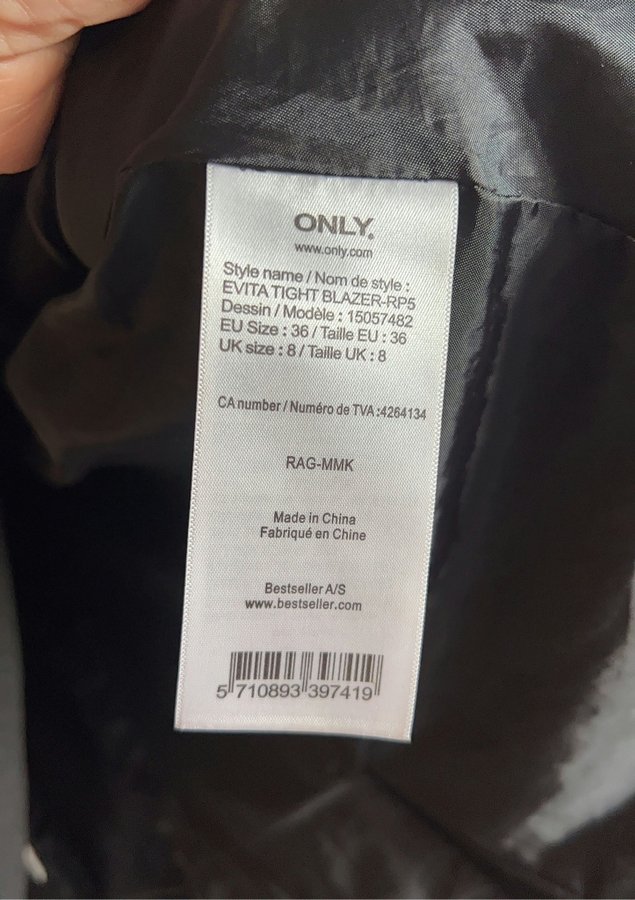 ONLY.
www.only.com
Style name / Nom de style :
EVITA TIGHT BLAZER-RP5
Dessin / Modèle : 15057482
EU Size : 36 / Taille EU : 36
UK size : 8 / Taille UK : 8
CA number / Numéro de TVA :4264134
RAG-MMK
Made in China
Fabriqué en Chine
Bestseller A/S
www.bestseller.com
5 710893 397419